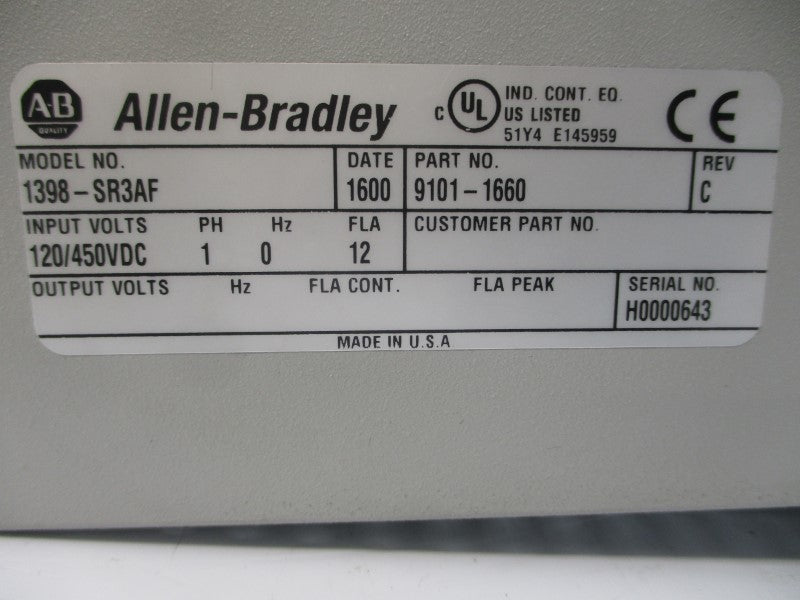 A-B
QUALITY
Allen-Bradley
C UL IND. CONT. EQ.
US LISTED
51Y4 E145959
CE
MODEL NO. DATE PART NO. REV
1398-SR3AF 1600 9101-1660 C
INPUT VOLTS PH Hz FLA CUSTOMER PART NO.
120/450VDC 1 0 12
OUTPUT VOLTS Hz FLA CONT. FLA PEAK SERIAL NO.
H0000643
MADE IN U.S.A